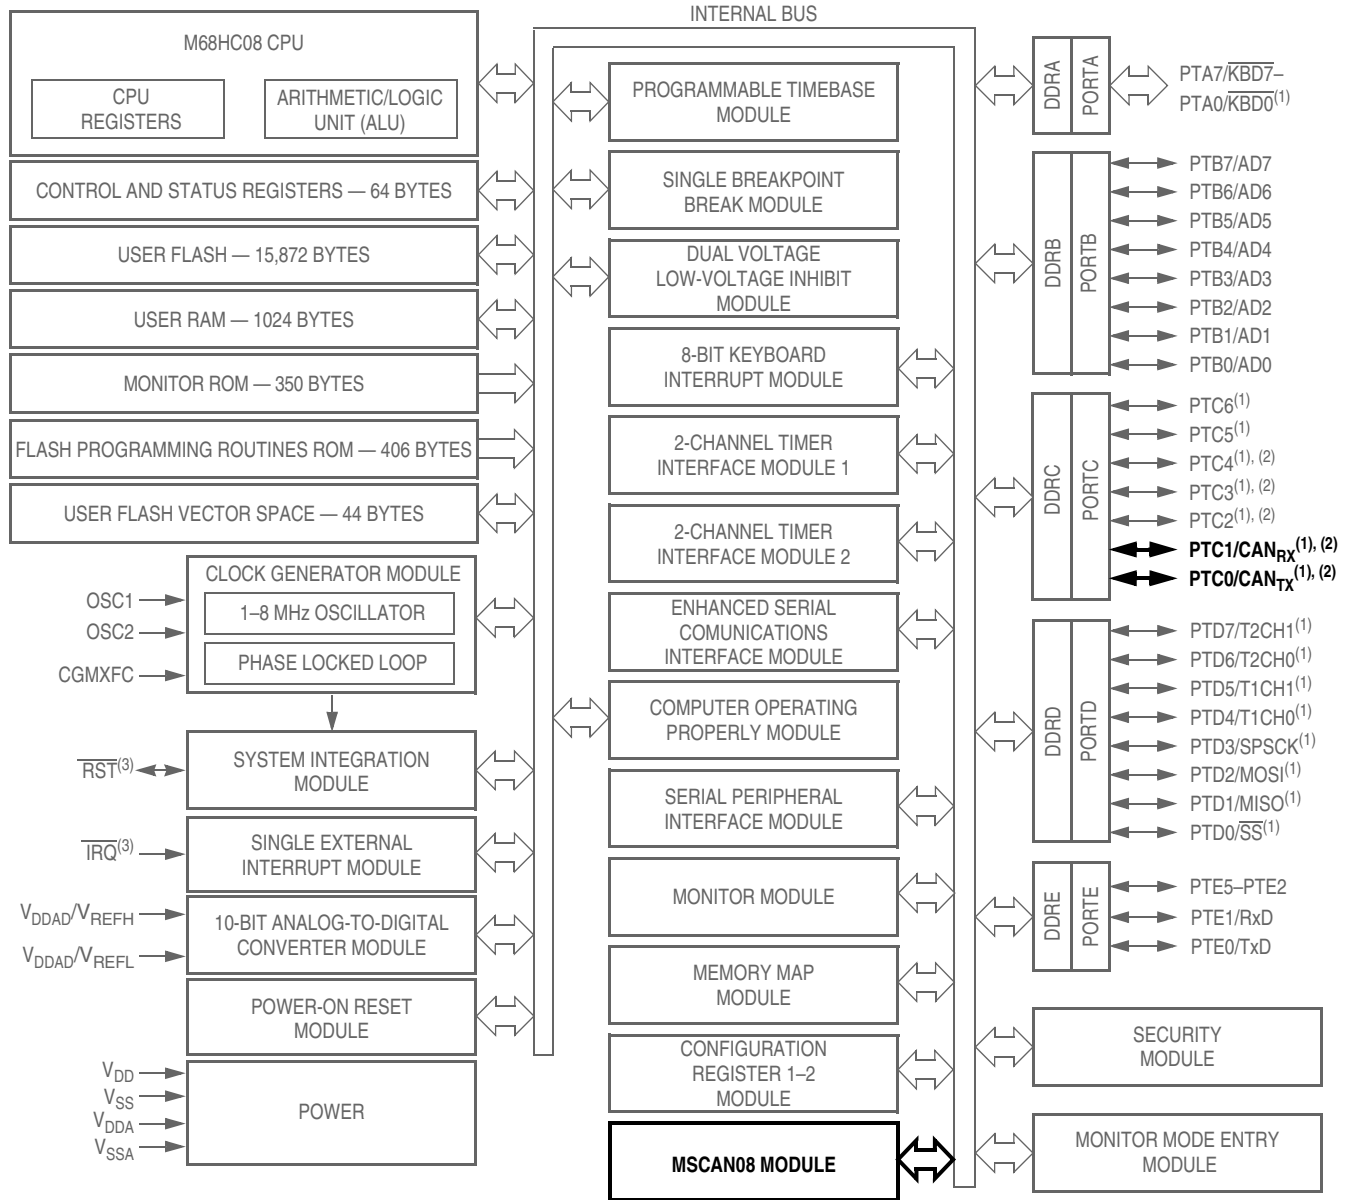 INTERNAL BUS
M68HC08 CPU
CPU
REGISTERS
ARITHMETIC/LOGIC
UNIT (ALU)
CONTROL AND STATUS REGISTERS — 64 BYTES
USER FLASH — 15,872 BYTES
USER RAM — 1024 BYTES
MONITOR ROM — 350 BYTES
FLASH PROGRAMMING ROUTINES ROM — 406 BYTES
USER FLASH VECTOR SPACE — 44 BYTES
CLOCK GENERATOR MODULE
1–8 MHz OSCILLATOR
PHASE LOCKED LOOP
OSC1
OSC2
CGMXFC
SYSTEM INTEGRATION
MODULE
R̅S̅T̅(3)
SINGLE EXTERNAL
INTERRUPT MODULE
I̅R̅Q̅(3)
10-BIT ANALOG-TO-DIGITAL
CONVERTER MODULE
VDDAD/VREFH
VDDAD/VREFL
POWER-ON RESET
MODULE
POWER
VDD
VSS
VDDA
VSSA
PROGRAMMABLE TIMEBASE
MODULE
SINGLE BREAKPOINT
BREAK MODULE
DUAL VOLTAGE
LOW-VOLTAGE INHIBIT
MODULE
8-BIT KEYBOARD
INTERRUPT MODULE
2-CHANNEL TIMER
INTERFACE MODULE 1
2-CHANNEL TIMER
INTERFACE MODULE 2
ENHANCED SERIAL
COMUNICATIONS
INTERFACE MODULE
COMPUTER OPERATING
PROPERLY MODULE
SERIAL PERIPHERAL
INTERFACE MODULE
MONITOR MODULE
MEMORY MAP
MODULE
CONFIGURATION
REGISTER 1–2
MODULE
MSCAN08 MODULE
DDRA
PORTA
PTA7/K̅B̅D̅7̅–
PTA0/K̅B̅D̅0̅(1)
DDRB
PORTB
PTB7/AD7
PTB6/AD6
PTB5/AD5
PTB4/AD4
PTB3/AD3
PTB2/AD2
PTB1/AD1
PTB0/AD0
DDRC
PORTC
PTC6(1)
PTC5(1)
PTC4(1), (2)
PTC3(1), (2)
PTC2(1), (2)
PTC1/CANRX(1), (2)
PTC0/CANTX(1), (2)
DDRD
PORTD
PTD7/T2CH1(1)
PTD6/T2CH0(1)
PTD5/T1CH1(1)
PTD4/T1CH0(1)
PTD3/SPSCK(1)
PTD2/MOSI(1)
PTD1/MISO(1)
PTD0/S̅S̅(1)
DDRE
PORTE
PTE5–PTE2
PTE1/RxD
PTE0/TxD
SECURITY
MODULE
MONITOR MODE ENTRY
MODULE